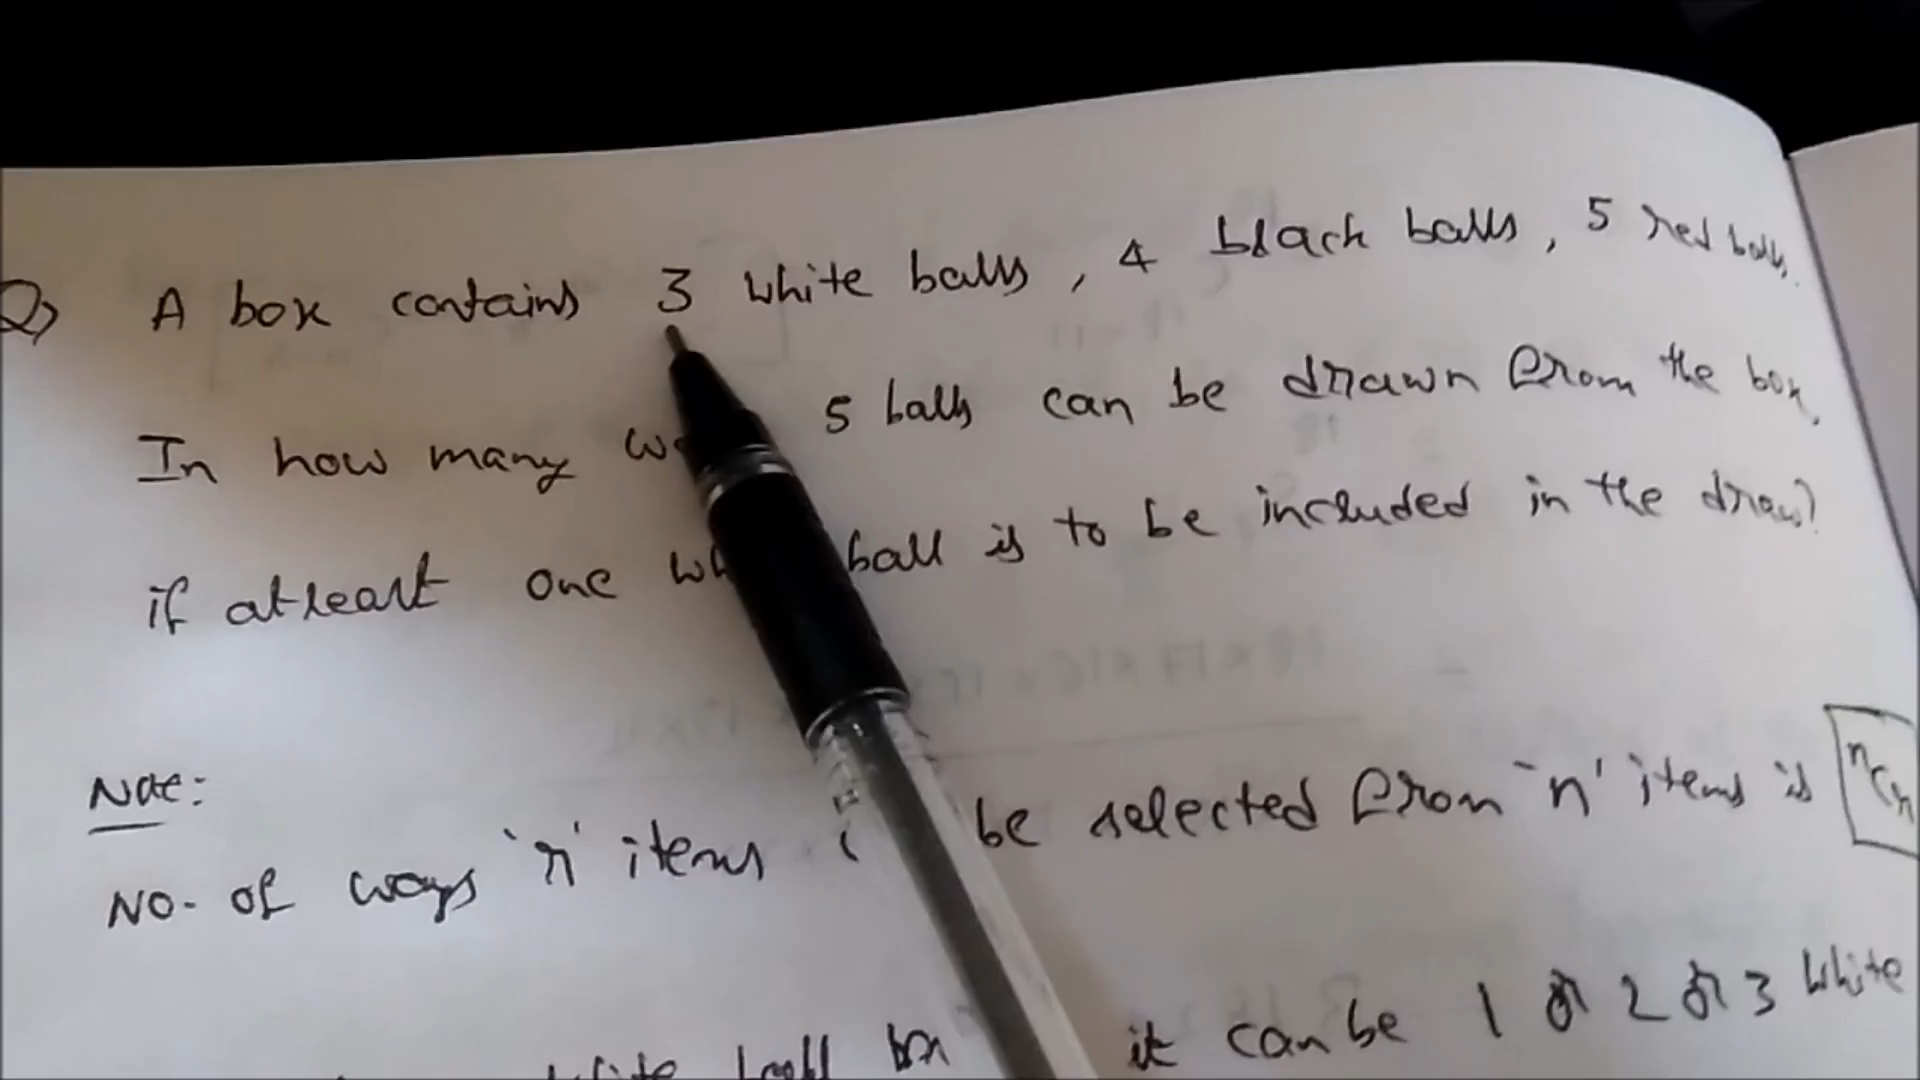 Q) A box contains 3 white balls, 4 black balls, 5 red balls.
In how many 5 balls can be drawn from the box,
if atleast one ball is to be included in the draw?
Note:
No. of ways 'r' items be selected from 'n' items is nCr
ball box it can be 1 or 2 or 3 white